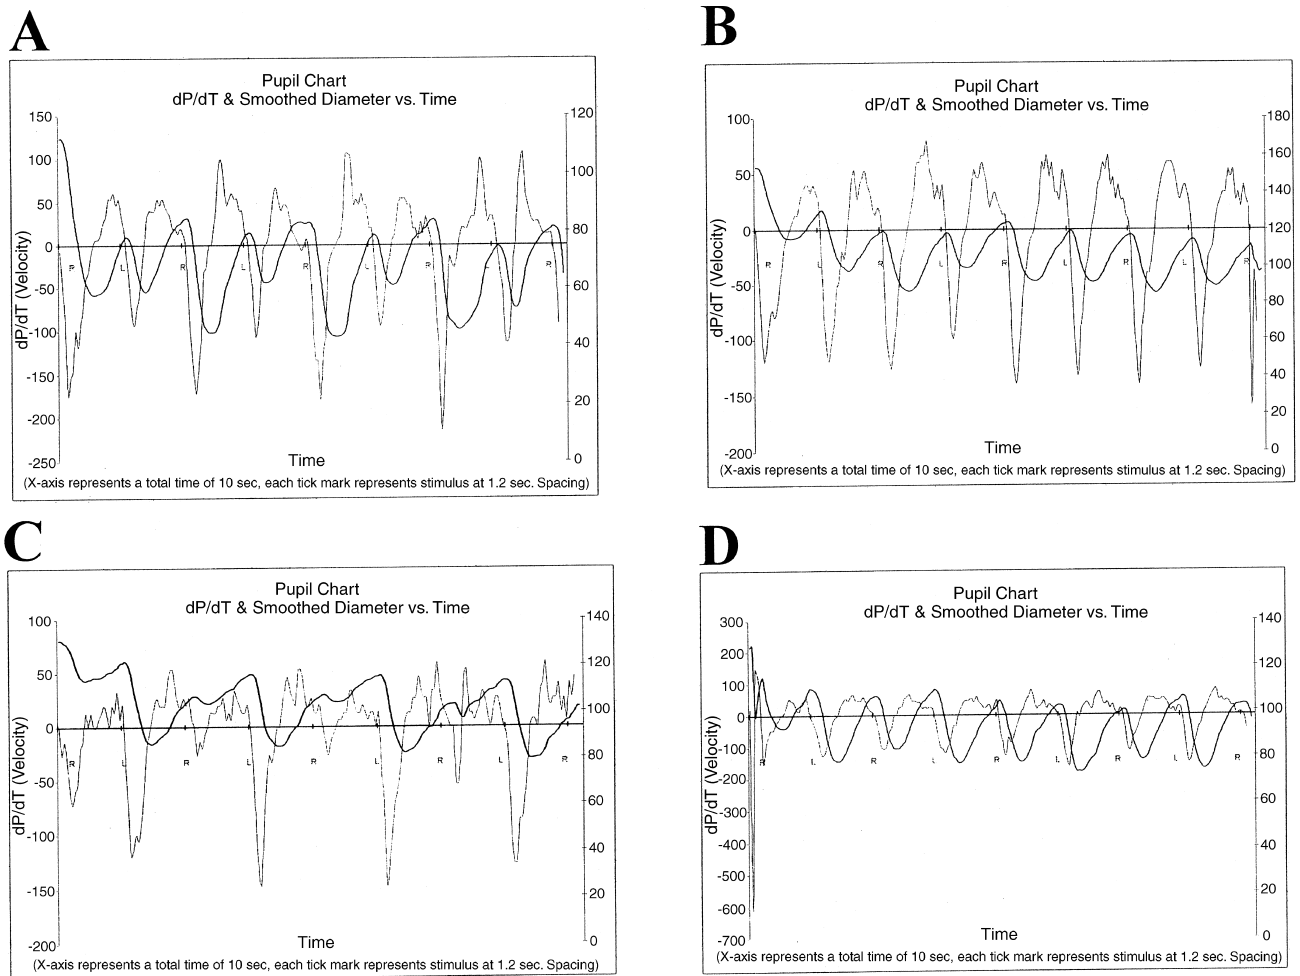 A
Pupil Chart
dP/dT & Smoothed Diameter vs. Time
150
100
50
0
-50
-100
-150
-200
-250
dP/dT (Velocity)
120
100
80
60
40
20
0
R L R L R L R L R
Time
(X-axis represents a total time of 10 sec, each tick mark represents stimulus at 1.2 sec. Spacing)
B
Pupil Chart
dP/dT & Smoothed Diameter vs. Time
100
50
0
-50
-100
-150
-200
dP/dT (Velocity)
180
160
140
120
100
80
60
40
20
0
R L R L R L R L R
Time
(X-axis represents a total time of 10 sec, each tick mark represents stimulus at 1.2 sec. Spacing)
C
Pupil Chart
dP/dT & Smoothed Diameter vs. Time
100
50
0
-50
-100
-150
-200
dP/dT (Velocity)
140
120
100
80
60
40
20
0
R L R L R L R L R
Time
(X-axis represents a total time of 10 sec, each tick mark represents stimulus at 1.2 sec. Spacing)
D
Pupil Chart
dP/dT & Smoothed Diameter vs. Time
300
200
100
0
-100
-200
-300
-400
-500
-600
-700
dP/dT (Velocity)
140
120
100
80
60
40
20
0
R L R L R L R L R
Time
(X-axis represents a total time of 10 sec, each tick mark represents stimulus at 1.2 sec. Spacing)